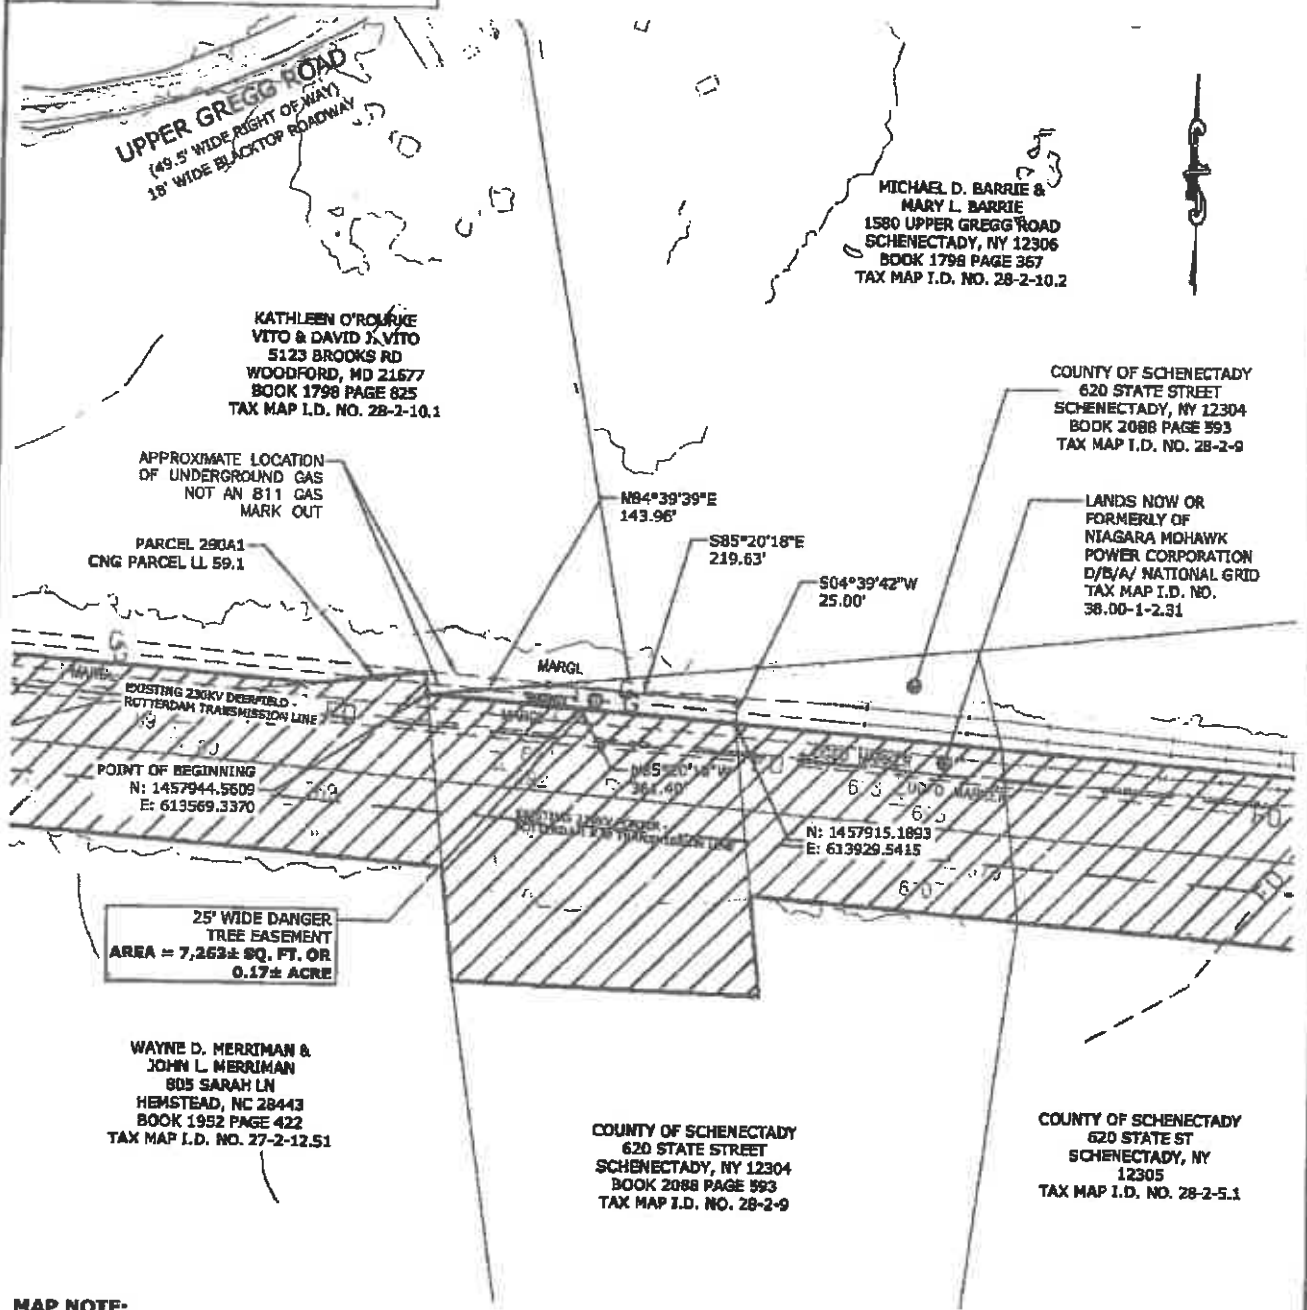 UPPER GREGG ROAD
(49.5' WIDE RIGHT OF WAY)
18' WIDE BLACKTOP ROADWAY
MICHAEL D. BARRIE &
MARY L. BARRIE
1580 UPPER GREGG ROAD
SCHENECTADY, NY 12306
BOOK 1798 PAGE 367
TAX MAP I.D. NO. 28-2-10.2
KATHLEEN O'ROURKE
VITO & DAVID J. VITO
5123 BROOKS RD
WOODFORD, MD 21677
BOOK 1798 PAGE 825
TAX MAP I.D. NO. 28-2-10.1
COUNTY OF SCHENECTADY
620 STATE STREET
SCHENECTADY, NY 12304
BOOK 2088 PAGE 593
TAX MAP I.D. NO. 28-2-9
APPROXIMATE LOCATION
OF UNDERGROUND GAS
NOT AN 811 GAS
MARK OUT
N84°39'39"E
143.96'
LANDS NOW OR
FORMERLY OF
NIAGARA MOHAWK
POWER CORPORATION
D/B/A/ NATIONAL GRID
TAX MAP I.D. NO.
38.00-1-2.31
PARCEL 280A1
CNG PARCEL LL 59.1
S85°20'18"E
219.63'
S04°39'42"W
25.00'
MARGL
EXISTING 230KV DEERFIELD -
ROTTERDAM TRANSMISSION LINE
POINT OF BEGINNING
N: 1457944.5609
E: 613569.3370
N85°20'18"W
361.40'
N: 1457915.1893
E: 613929.5415
25' WIDE DANGER
TREE EASEMENT
AREA = 7,263± SQ. FT. OR
0.17± ACRE
WAYNE D. MERRIMAN &
JOHN L. MERRIMAN
805 SARAH LN
HEMSTEAD, NC 28443
BOOK 1952 PAGE 422
TAX MAP I.D. NO. 27-2-12.51
COUNTY OF SCHENECTADY
620 STATE STREET
SCHENECTADY, NY 12304
BOOK 2088 PAGE 593
TAX MAP I.D. NO. 28-2-9
COUNTY OF SCHENECTADY
620 STATE ST
SCHENECTADY, NY
12305
TAX MAP I.D. NO. 28-2-5.1
MAP NOTE: